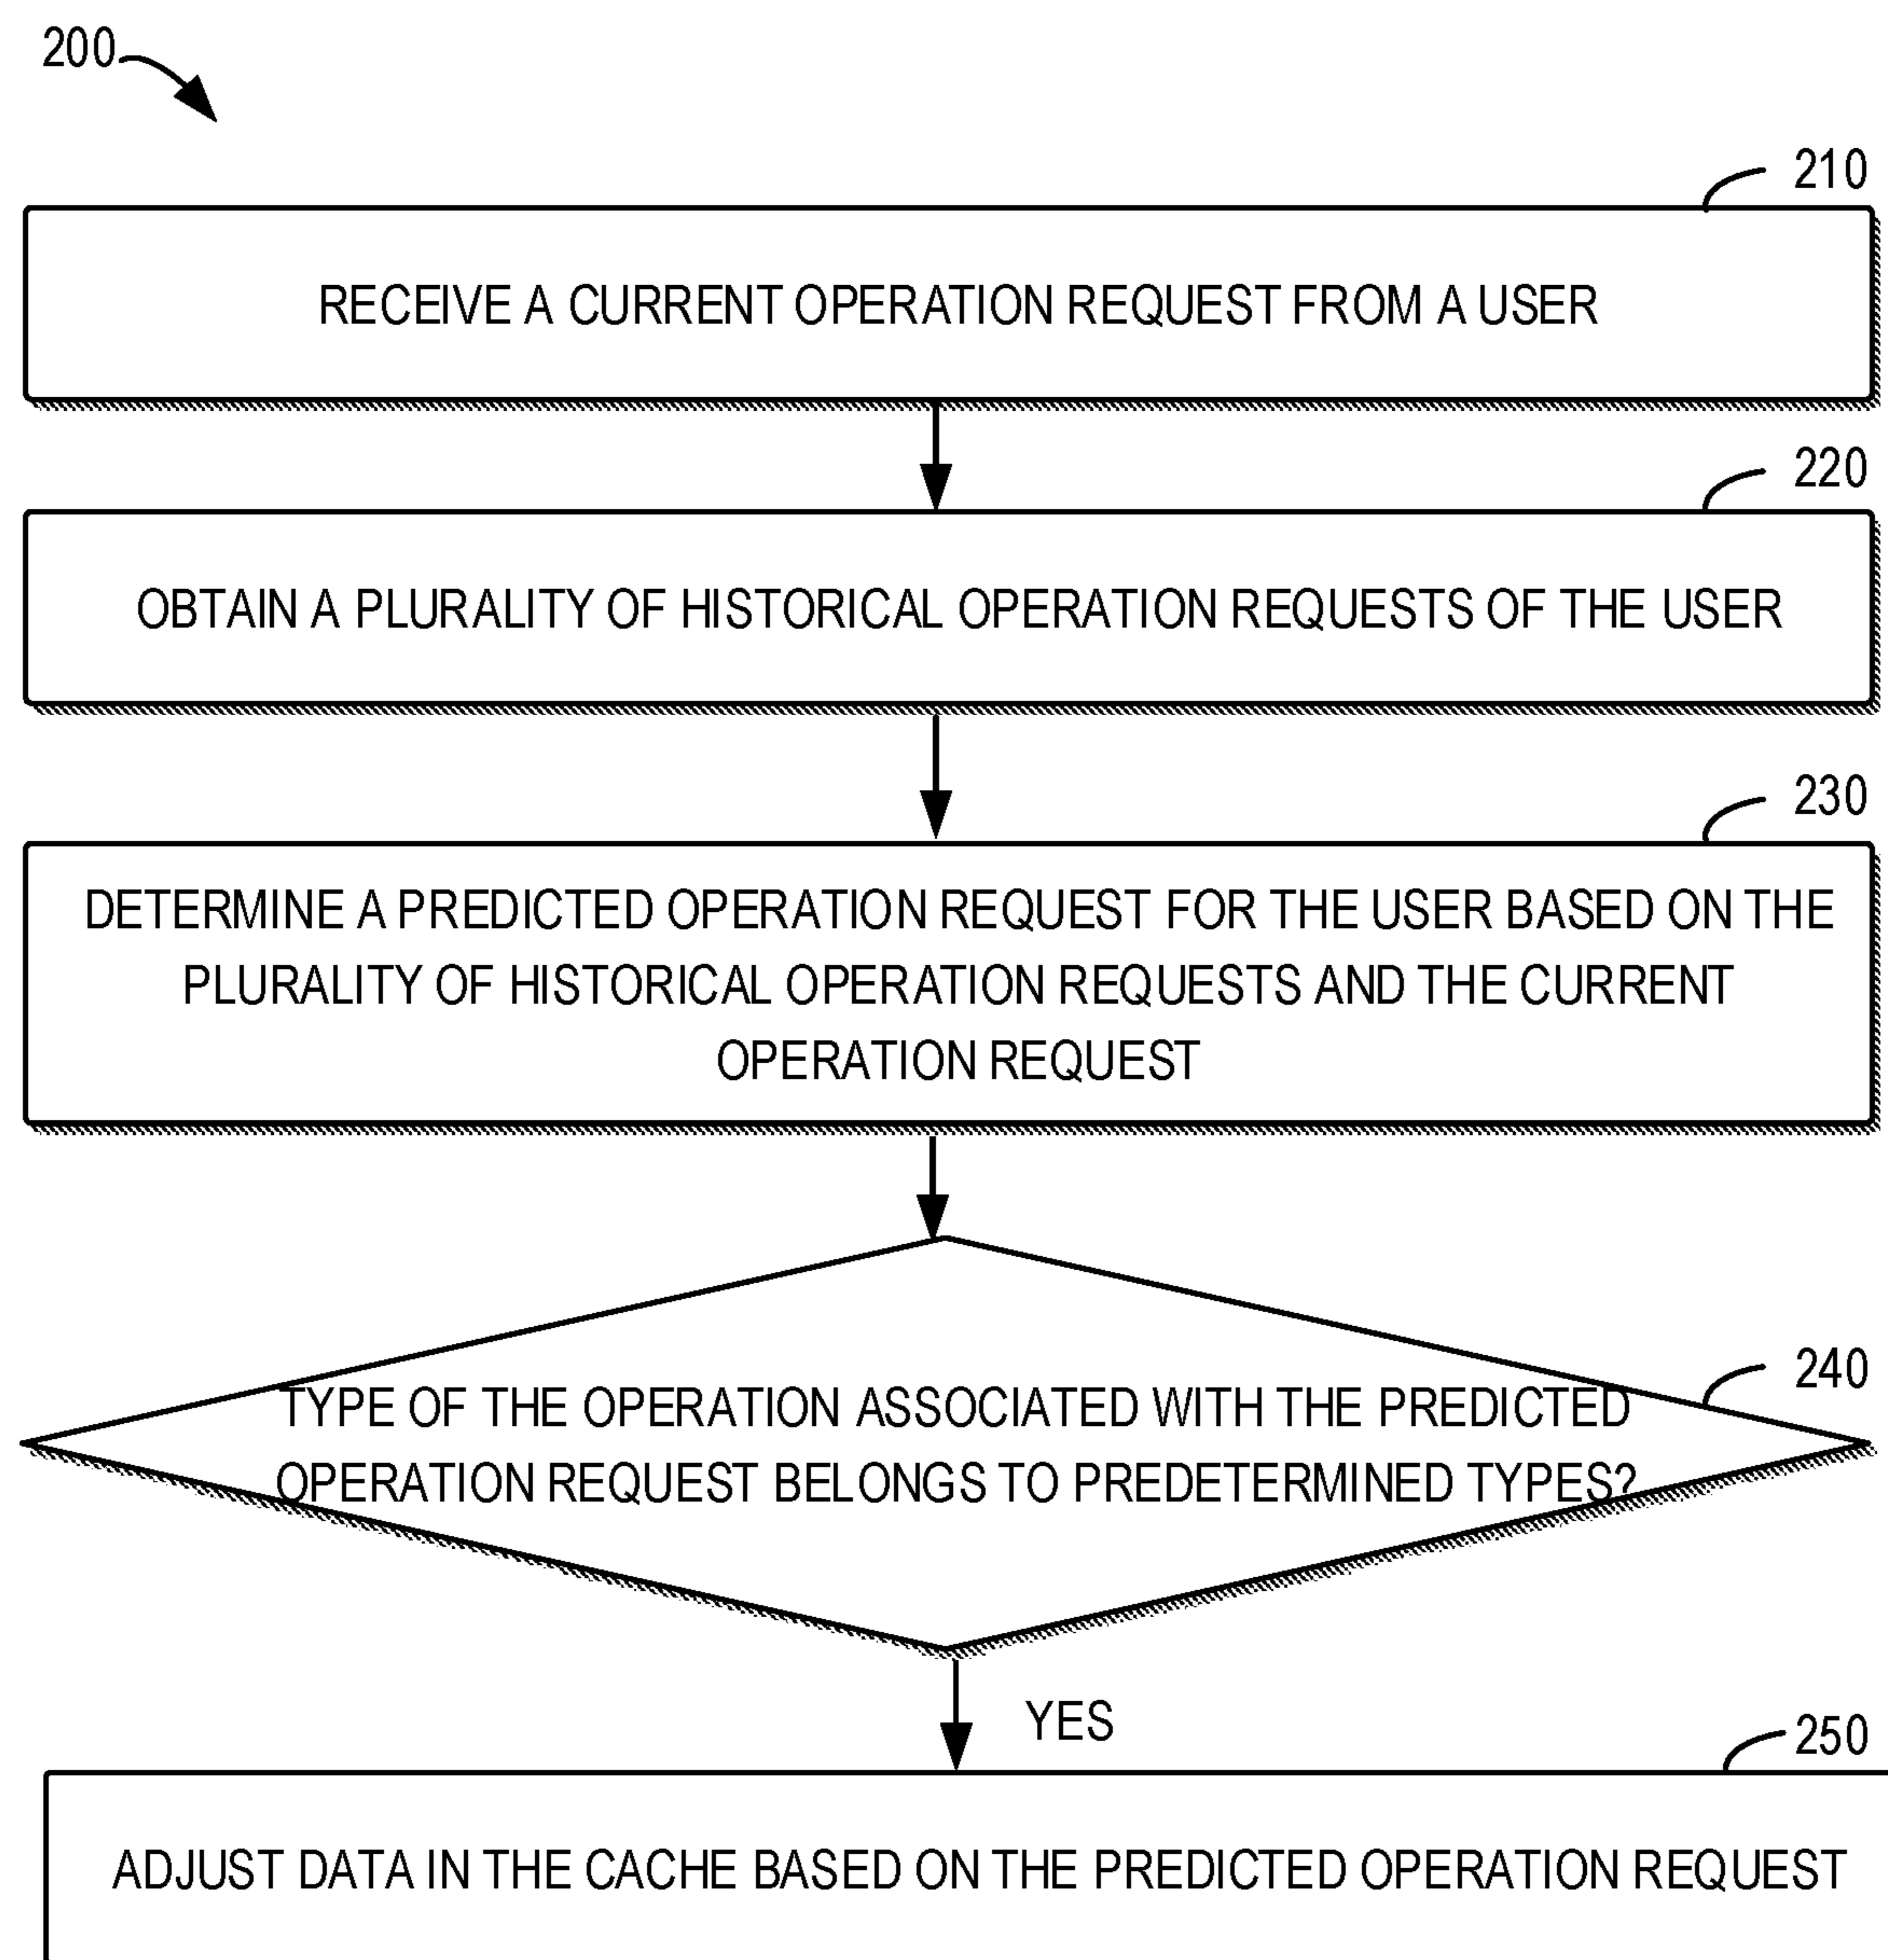 200
210
RECEIVE A CURRENT OPERATION REQUEST FROM A USER
220
OBTAIN A PLURALITY OF HISTORICAL OPERATION REQUESTS OF THE USER
230
DETERMINE A PREDICTED OPERATION REQUEST FOR THE USER BASED ON THE
PLURALITY OF HISTORICAL OPERATION REQUESTS AND THE CURRENT
OPERATION REQUEST
240
TYPE OF THE OPERATION ASSOCIATED WITH THE PREDICTED
OPERATION REQUEST BELONGS TO PREDETERMINED TYPES?
YES
250
ADJUST DATA IN THE CACHE BASED ON THE PREDICTED OPERATION REQUEST